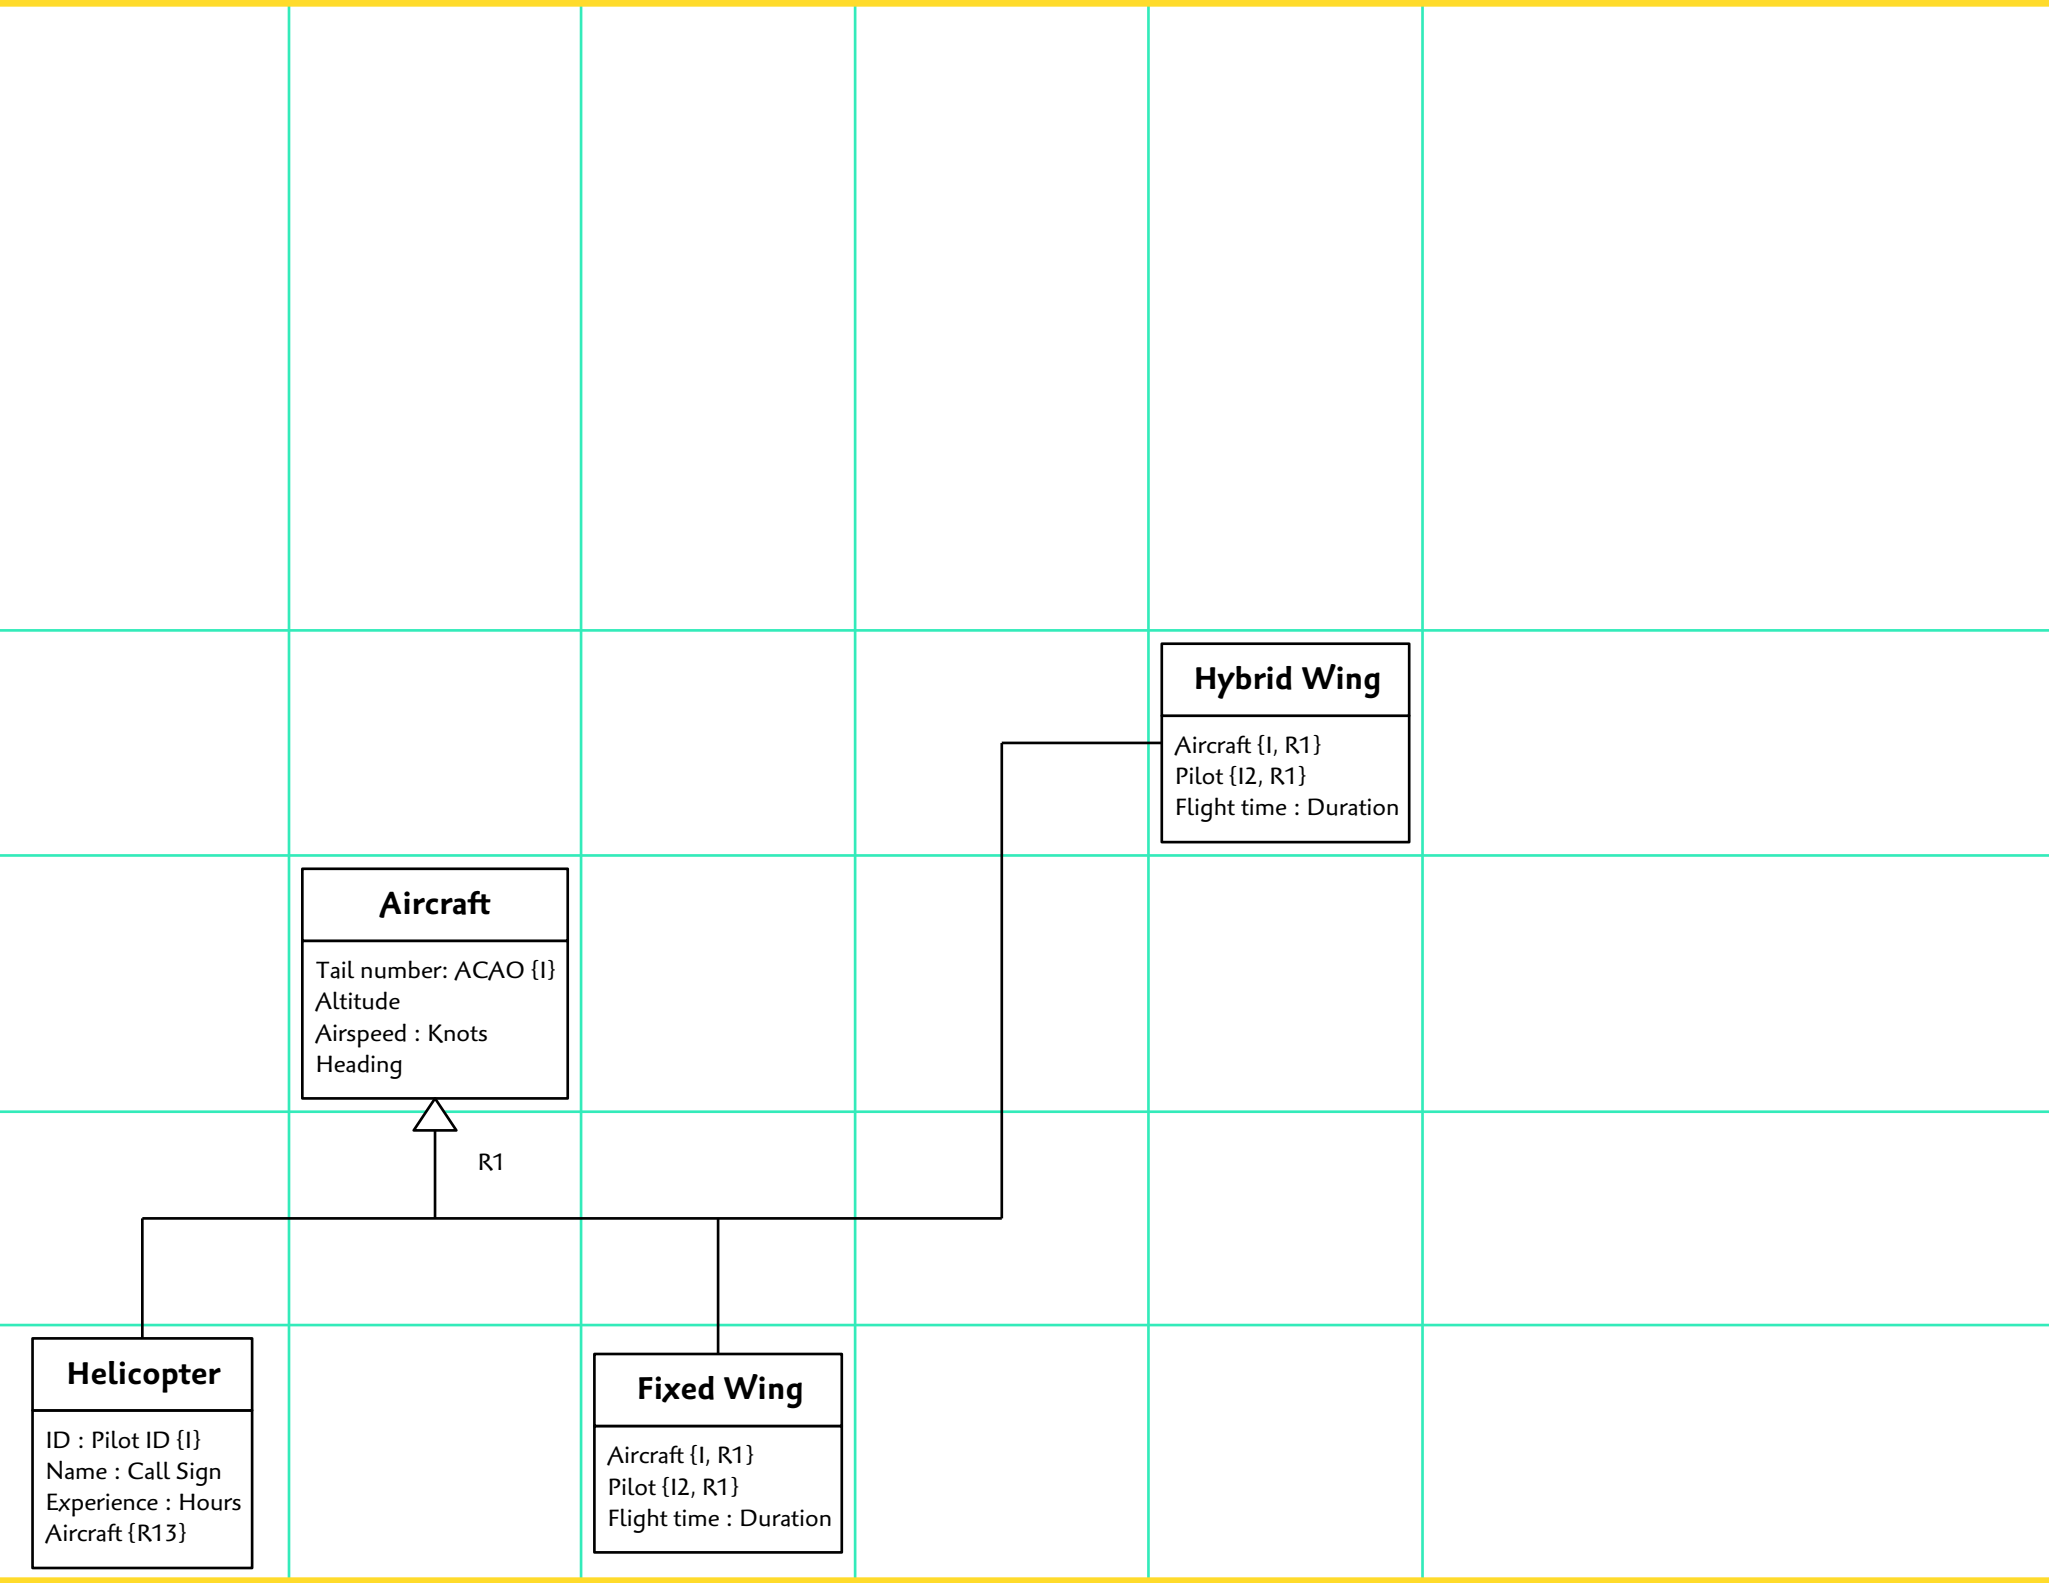 Hybrid Wing
Aircraft {I, R1}
Pilot {I2, R1}
Flight time : Duration
Aircraft
Tail number: ACAO {I}
Altitude
Airspeed : Knots
Heading
R1
Helicopter
ID : Pilot ID {I}
Name : Call Sign
Experience : Hours
Aircraft {R13}
Fixed Wing
Aircraft {I, R1}
Pilot {I2, R1}
Flight time : Duration